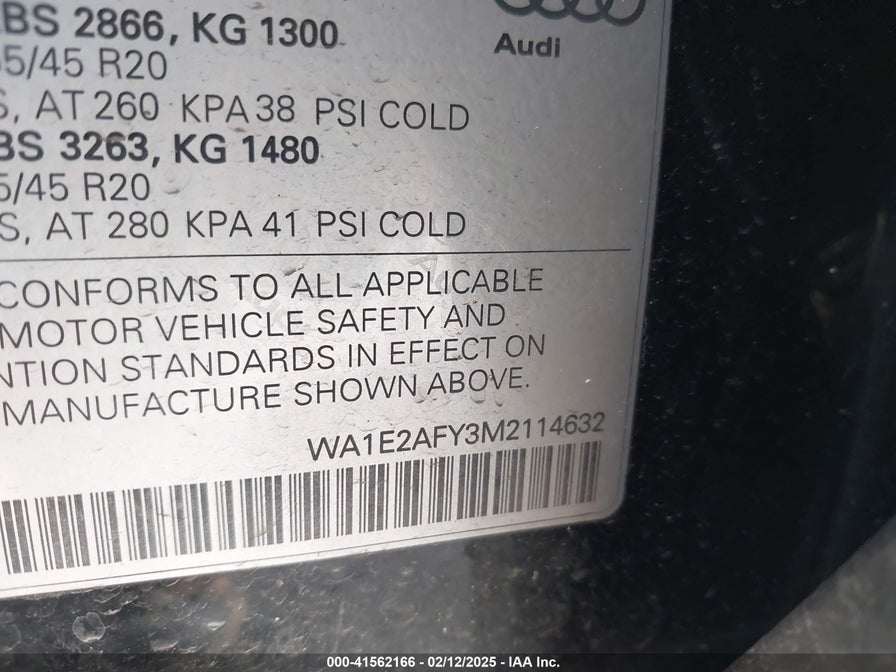 BS 2866, KG 1300
Audi
5/45 R20
S, AT 260 KPA 38 PSI COLD
BS 3263, KG 1480
5/45 R20
S, AT 280 KPA 41 PSI COLD
CONFORMS TO ALL APPLICABLE
MOTOR VEHICLE SAFETY AND
NTION STANDARDS IN EFFECT ON
MANUFACTURE SHOWN ABOVE.
WA1E2AFY3M2114632
000-41562166 - 02/12/2025 - IAA Inc.